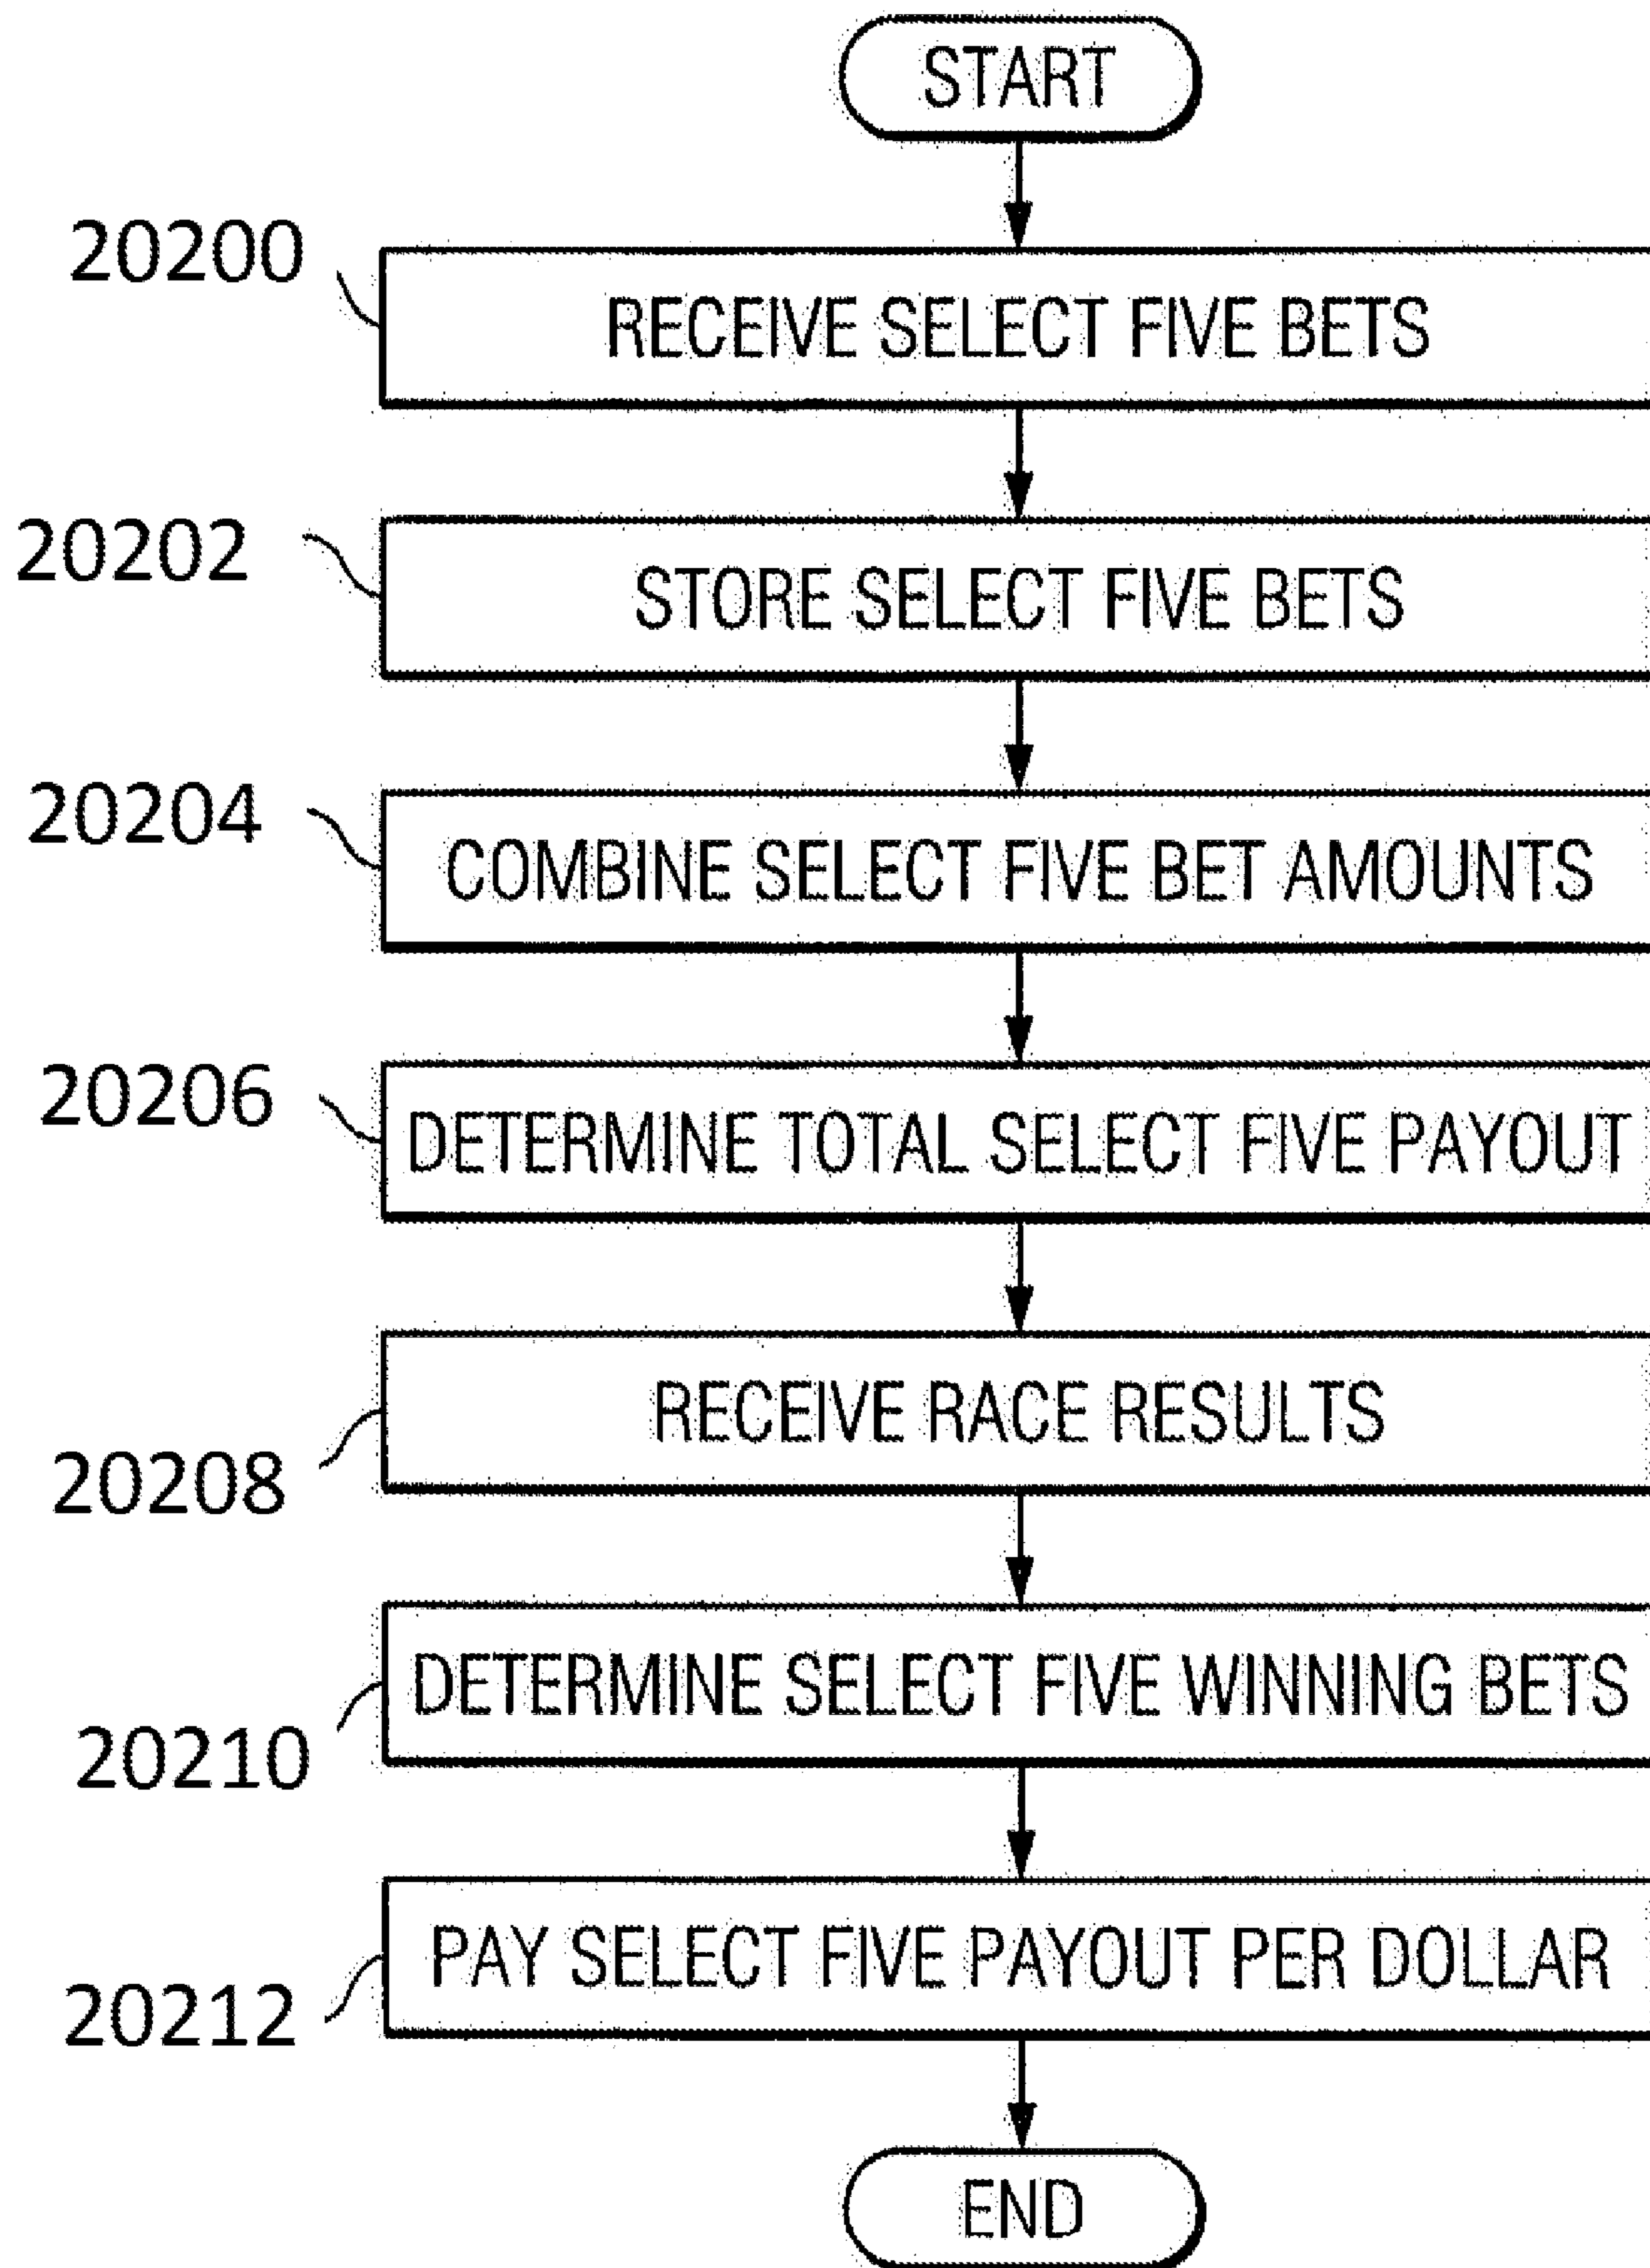 START
20200
RECEIVE SELECT FIVE BETS
20202
STORE SELECT FIVE BETS
20204
COMBINE SELECT FIVE BET AMOUNTS
20206
DETERMINE TOTAL SELECT FIVE PAYOUT
20208
RECEIVE RACE RESULTS
20210
DETERMINE SELECT FIVE WINNING BETS
20212
PAY SELECT FIVE PAYOUT PER DOLLAR
END